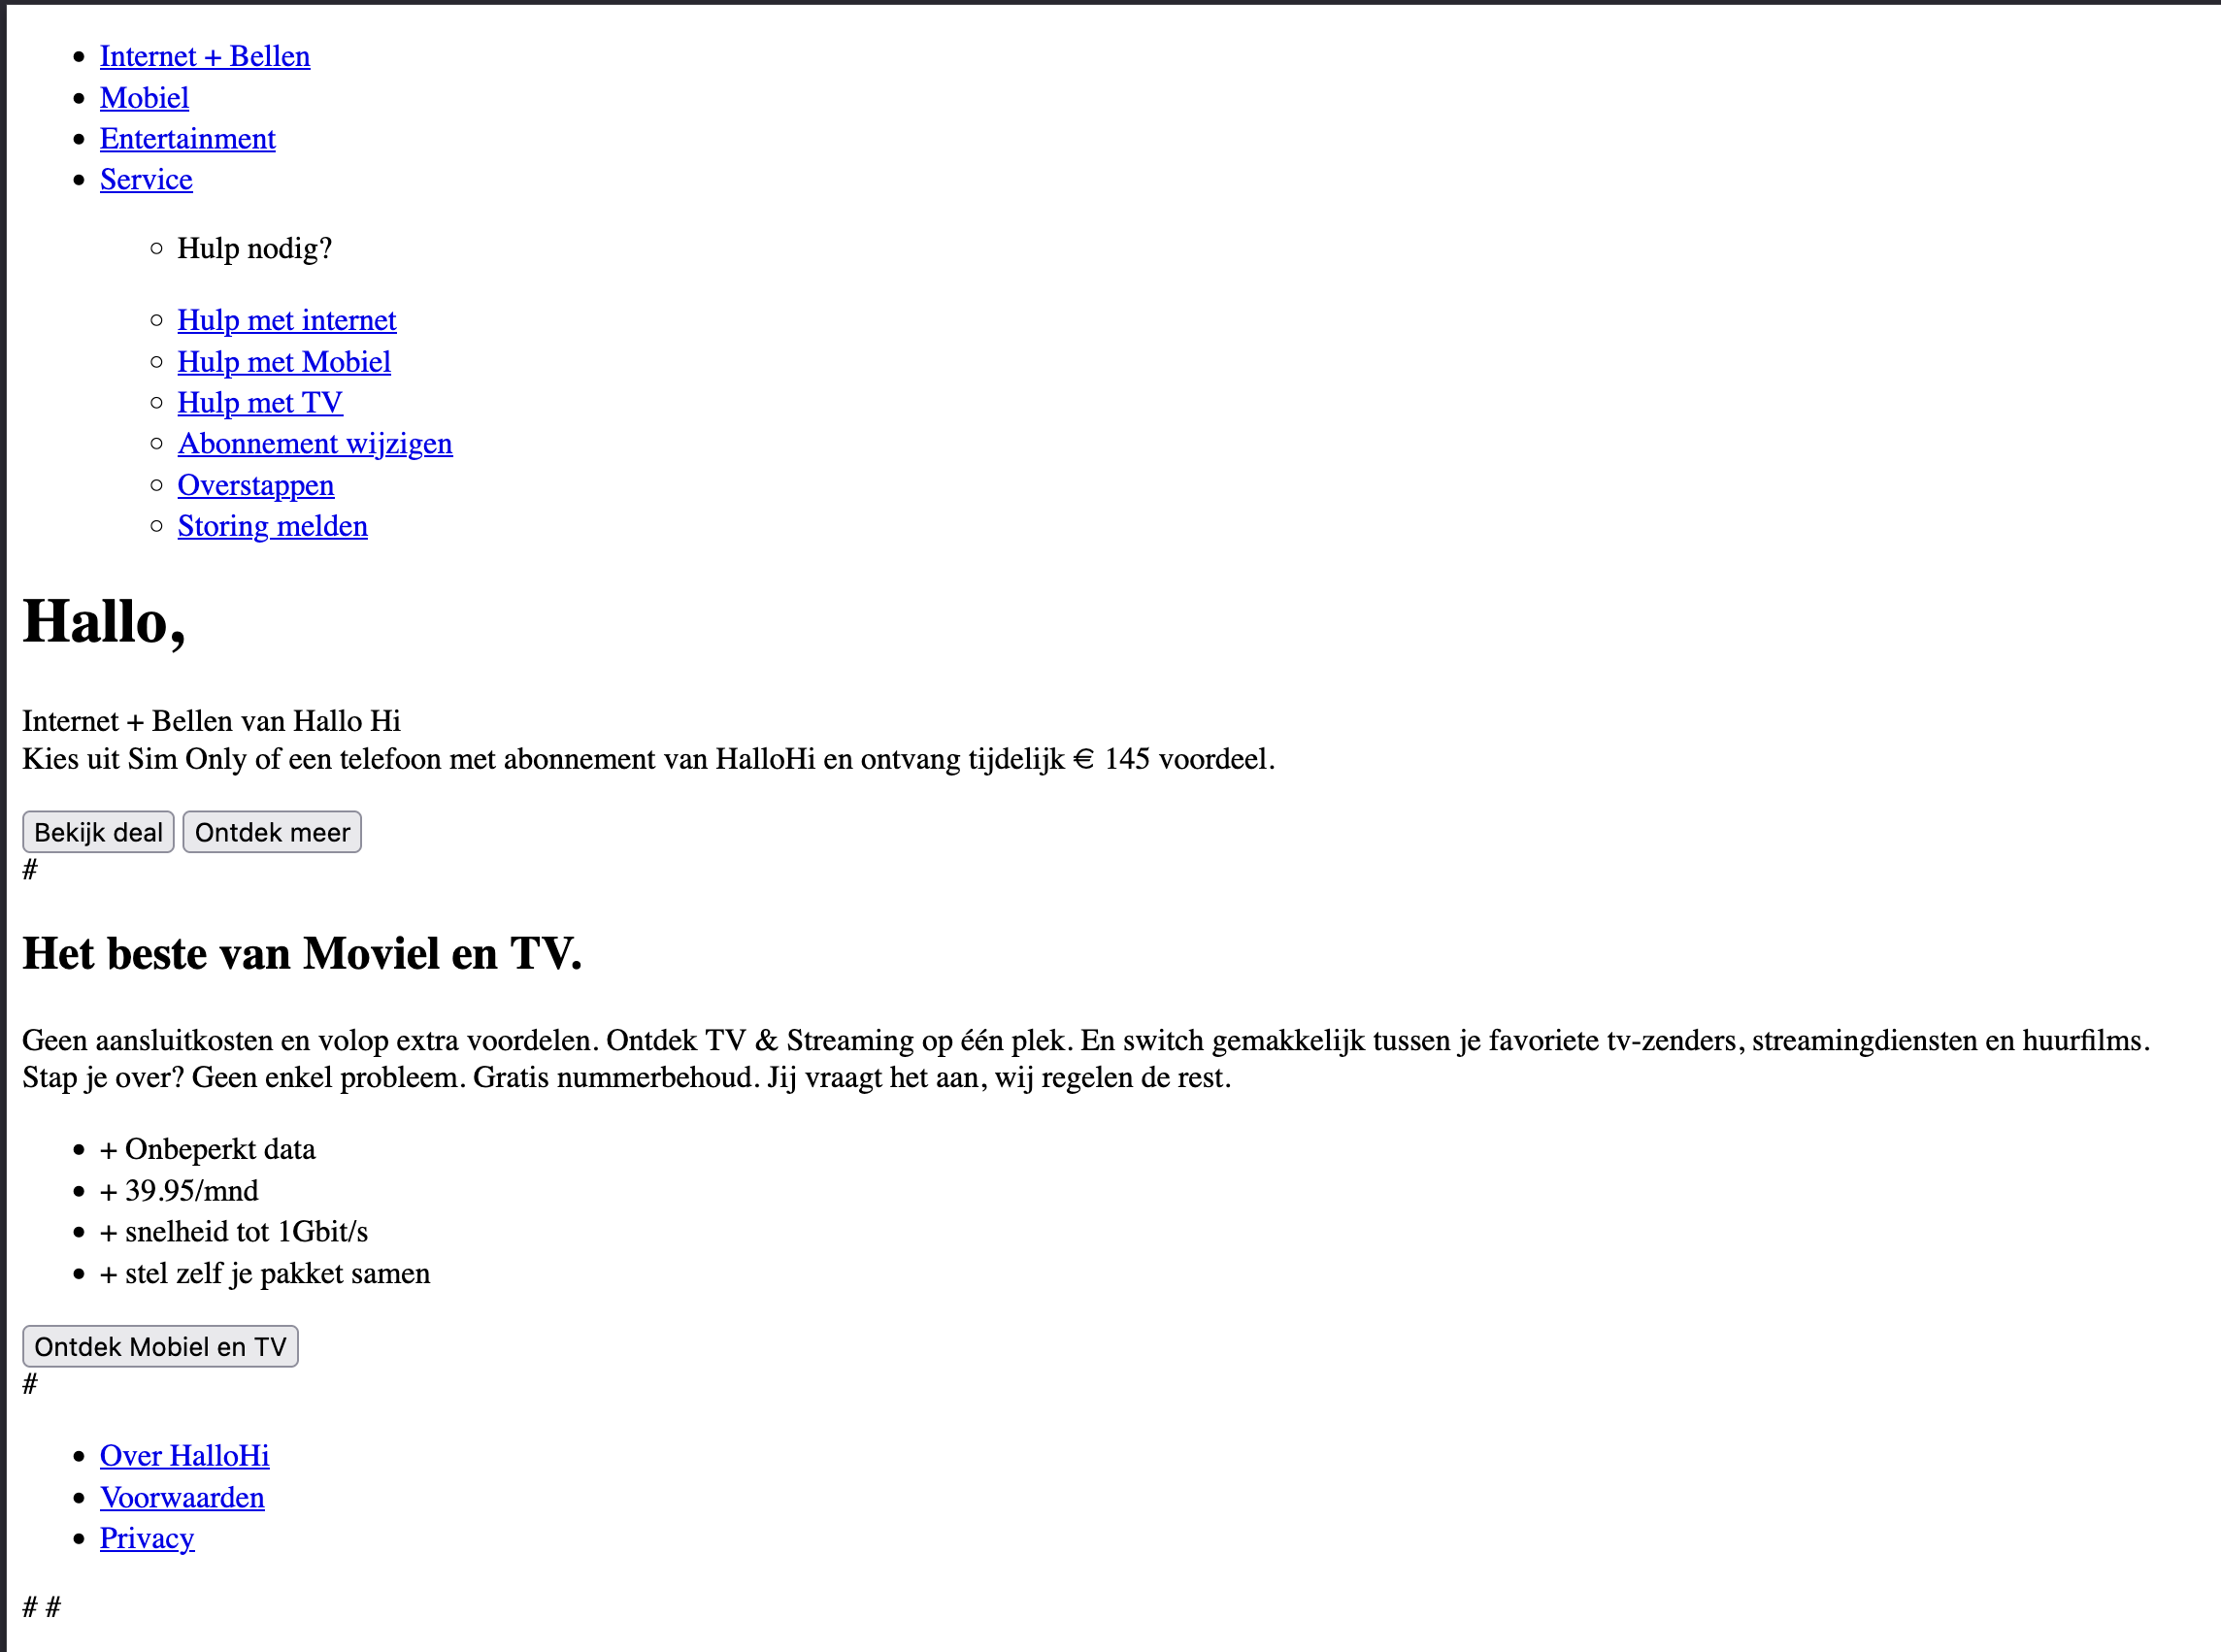 Internet + Bellen
Mobiel
Entertainment
Service
Hulp nodig?
Hulp met internet
Hulp met Mobiel
Hulp met TV
Abonnement wijzigen
Overstappen
Storing melden
Hallo,
Internet + Bellen van Hallo Hi
Kies uit Sim Only of een telefoon met abonnement van HalloHi en ontvang tijdelijk € 145 voordeel.
Bekijk deal Ontdek meer
#
Het beste van Moviel en TV.
Geen aansluitkosten en volop extra voordelen. Ontdek TV & Streaming op één plek. En switch gemakkelijk tussen je favoriete tv-zenders, streamingdiensten en huurfilms.
Stap je over? Geen enkel probleem. Gratis nummerbehoud. Jij vraagt het aan, wij regelen de rest.
+ Onbeperkt data
+ 39.95/mnd
+ snelheid tot 1Gbit/s
+ stel zelf je pakket samen
Ontdek Mobiel en TV
#
Over HalloHi
Voorwaarden
Privacy
# #